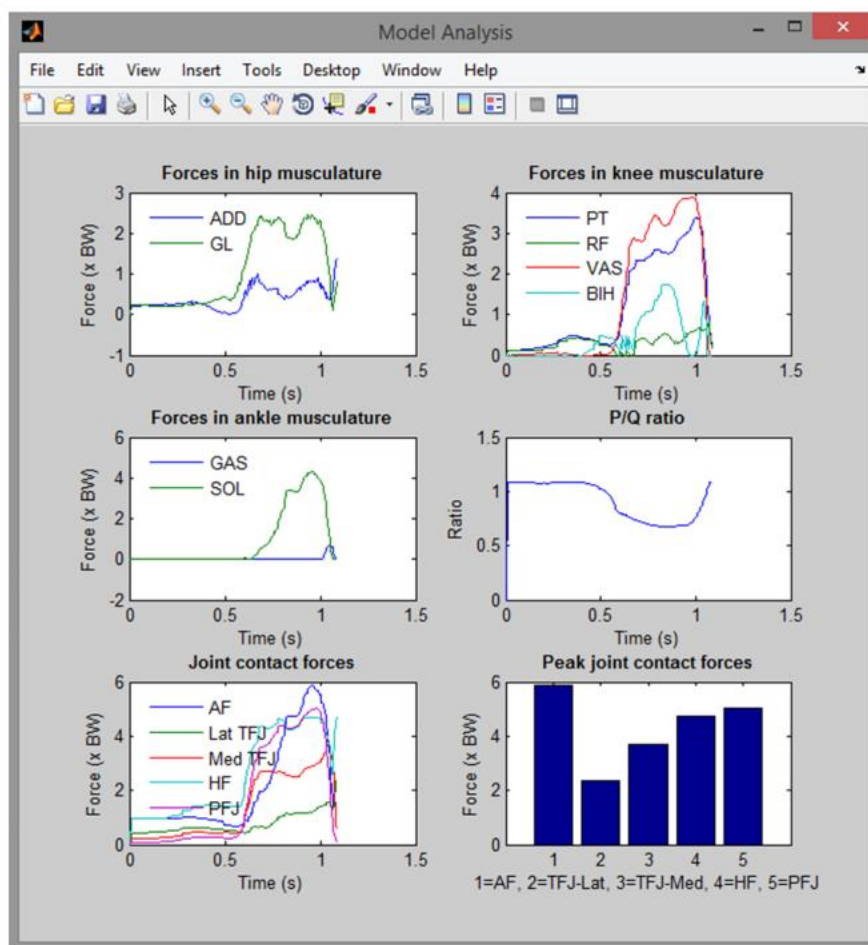 Model Analysis
File Edit View Insert Tools Desktop Window Help
Forces in hip musculature
3
2
1
0
-1
Force (x BW)
ADD
GL
0 0.5 1 1.5
Time (s)
Forces in knee musculature
4
3
2
1
0
Force (x BW)
PT
RF
VAS
BIH
0 0.5 1 1.5
Time (s)
Forces in ankle musculature
6
4
2
0
-2
Force (x BW)
GAS
SOL
0 0.5 1 1.5
Time (s)
P/Q ratio
1.5
1
0.5
0
Ratio
0 0.5 1 1.5
Time (s)
Joint contact forces
6
4
2
0
Force (x BW)
AF
Lat TFJ
Med TFJ
HF
PFJ
0 0.5 1 1.5
Time (s)
Peak joint contact forces
6
4
2
0
Force (x BW)
1 2 3 4 5
1=AF, 2=TFJ-Lat, 3=TFJ-Med, 4=HF, 5=PFJ